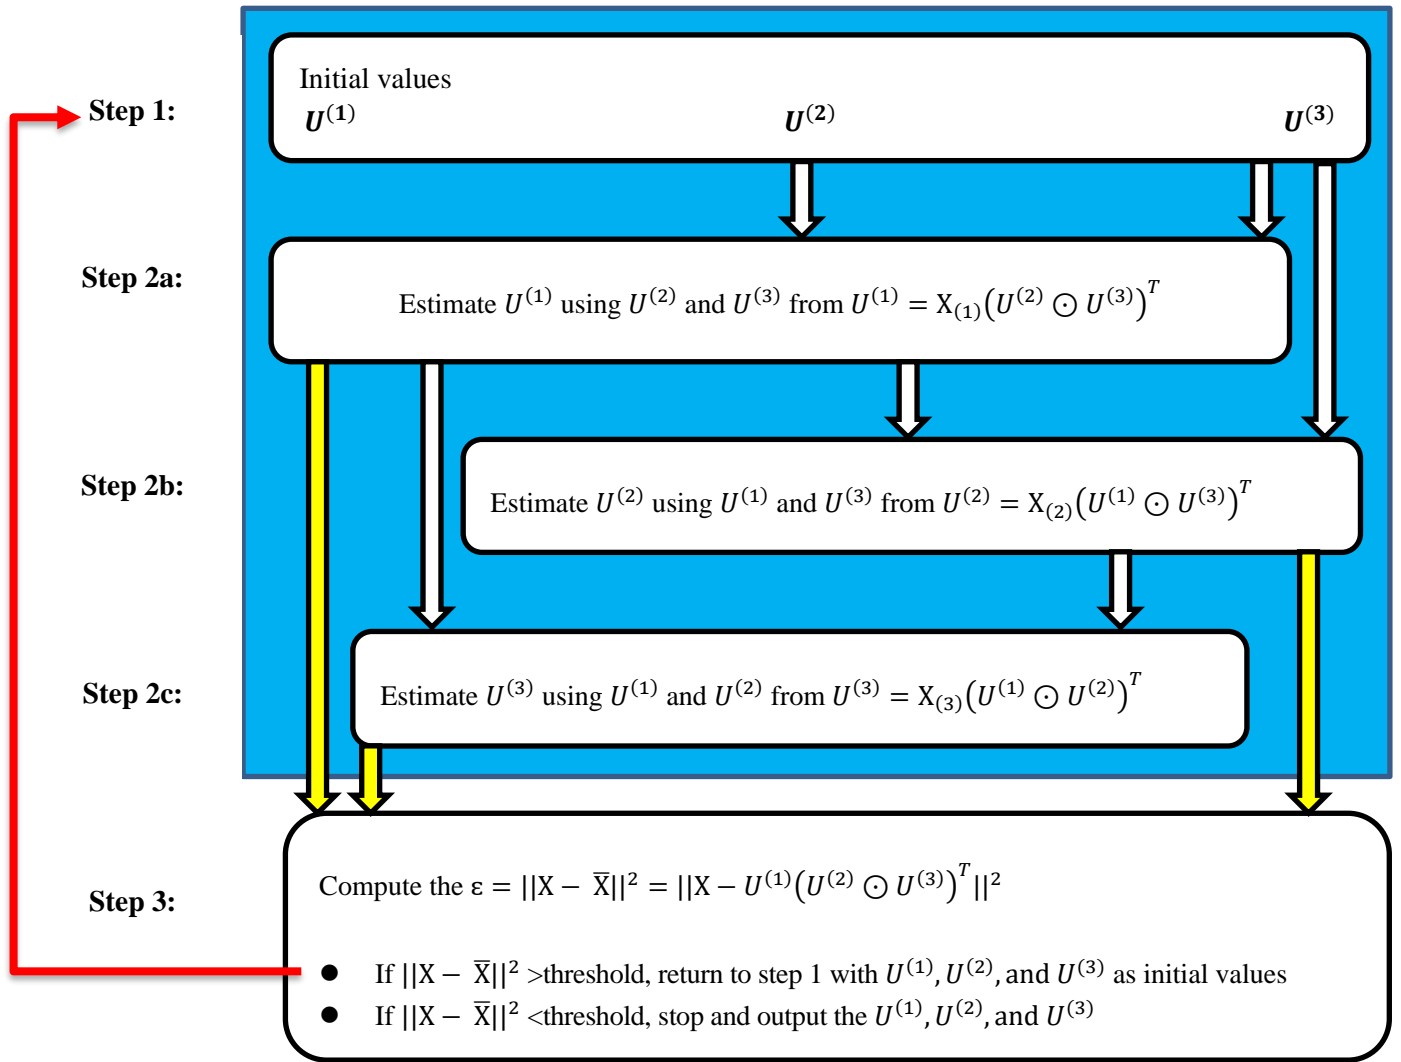 Step 1:
Initial values
U⁽¹⁾ U⁽²⁾ U⁽³⁾
Step 2a:
Estimate U⁽¹⁾ using U⁽²⁾ and U⁽³⁾ from U⁽¹⁾ = X₍₁₎(U⁽²⁾ ⊙ U⁽³⁾)ᵀ
Step 2b:
Estimate U⁽²⁾ using U⁽¹⁾ and U⁽³⁾ from U⁽²⁾ = X₍₂₎(U⁽¹⁾ ⊙ U⁽³⁾)ᵀ
Step 2c:
Estimate U⁽³⁾ using U⁽¹⁾ and U⁽²⁾ from U⁽³⁾ = X₍₃₎(U⁽¹⁾ ⊙ U⁽²⁾)ᵀ
Step 3:
Compute the ε = ||X − X̅||² = ||X − U⁽¹⁾(U⁽²⁾ ⊙ U⁽³⁾)ᵀ||²
● If ||X − X̅||² >threshold, return to step 1 with U⁽¹⁾, U⁽²⁾, and U⁽³⁾ as initial values
● If ||X − X̅||² <threshold, stop and output the U⁽¹⁾, U⁽²⁾, and U⁽³⁾